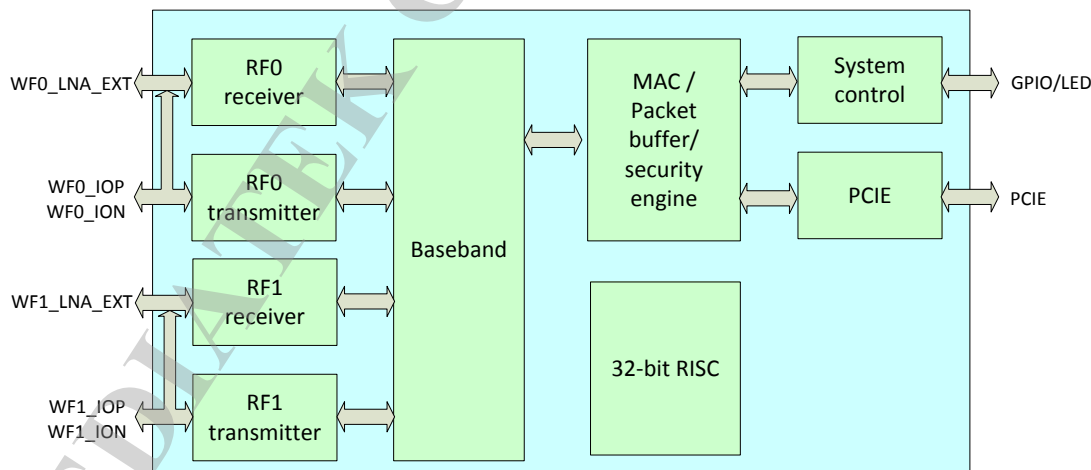 WF0_LNA_EXT
RF0
receiver
WF0_IOP
WF0_ION
RF0
transmitter
WF1_LNA_EXT
RF1
receiver
WF1_IOP
WF1_ION
RF1
transmitter
Baseband
MAC /
Packet
buffer/
security
engine
32-bit RISC
System
control
GPIO/LED
PCIE
PCIE
EDIATEK C